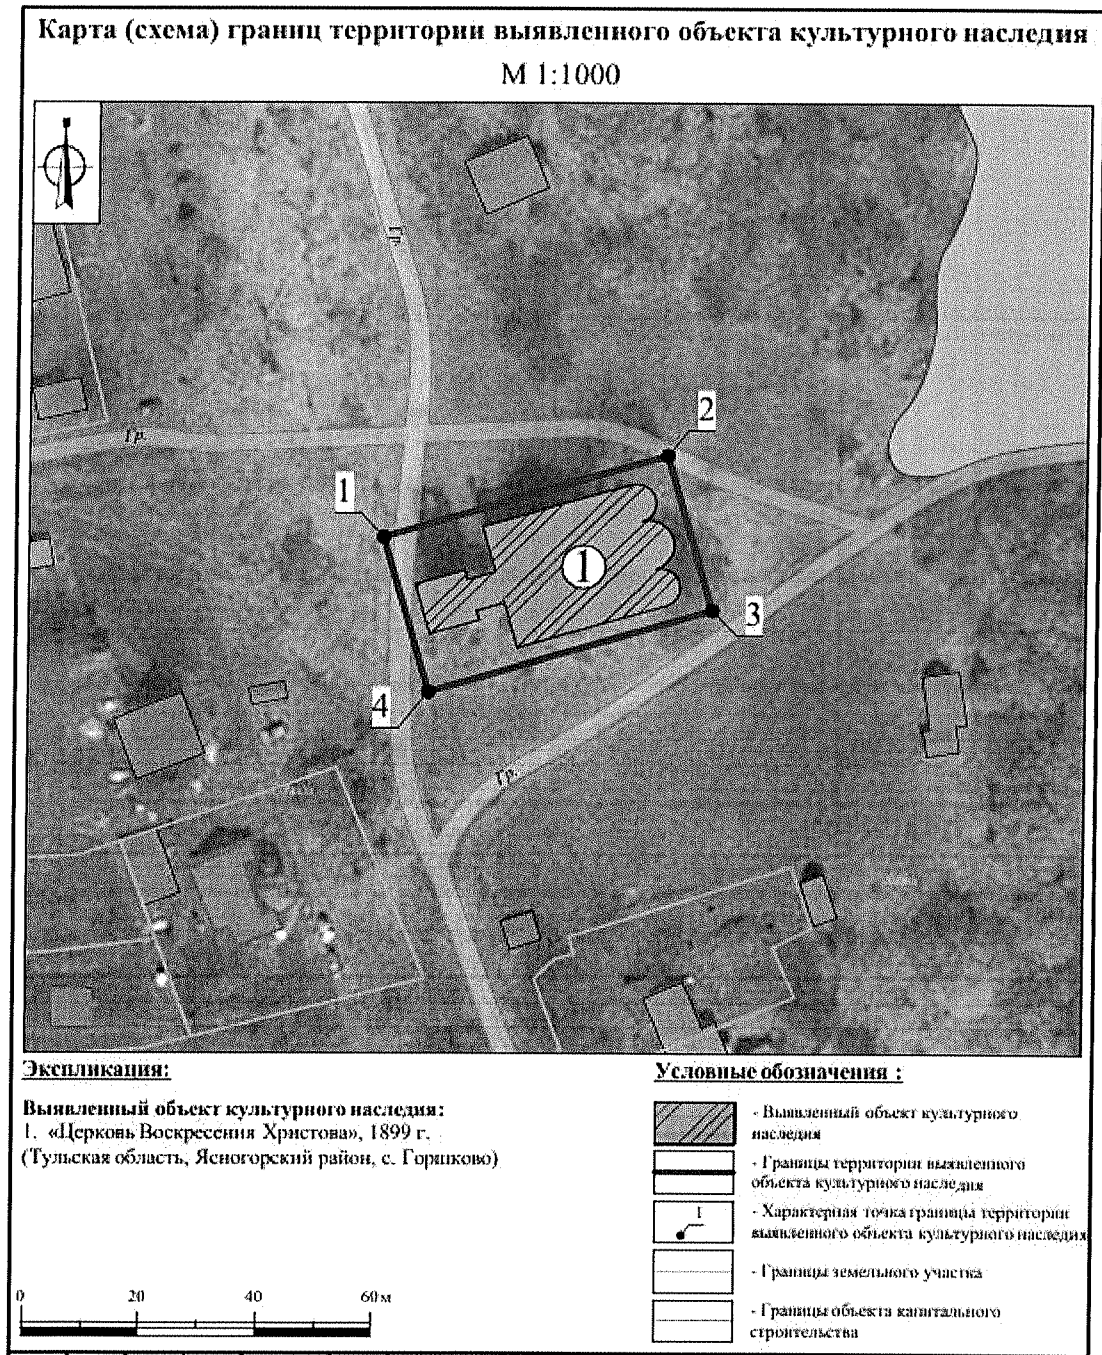 Карта (схема) границ территории выявленного объекта культурного наследия
М 1:1000
Гр.
2
1
1
3
4
Гр.
Экспликация:
Выявленный объект культурного наследия:
1. «Церковь Воскресения Христова», 1899 г.
(Тульская область, Ясногорский район, с. Горшково)
0 20 40 60 м
Условные обозначения :
- Выявленный объект культурного
наследия
- Границы территории выявленного
объекта культурного наследия
1
- Характерная точка границы территории
выявленного объекта культурного наследия
- Границы земельного участка
- Границы объекта капитального
строительства